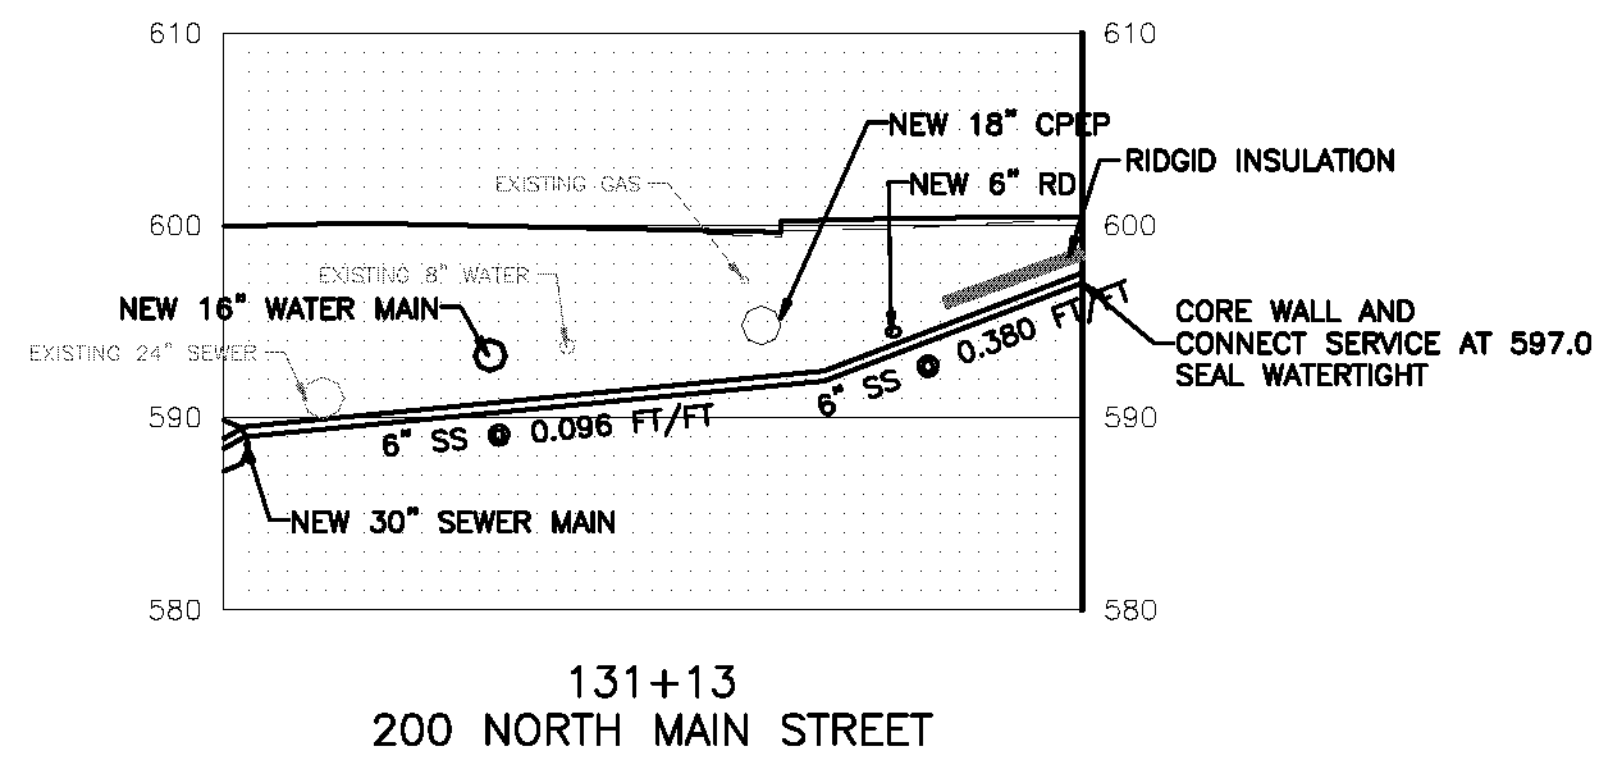 610
610
NEW 18" CPEP
RIDGID INSULATION
EXISTING GAS
NEW 6" RD
600
600
EXISTING 8" WATER
NEW 16" WATER MAIN
EXISTING 24" SEWER
CORE WALL AND
CONNECT SERVICE AT 597.0
SEAL WATERTIGHT
6" SS @ 0.380 FT/FT
590
590
6" SS @ 0.096 FT/FT
NEW 30" SEWER MAIN
580
580
131+13
200 NORTH MAIN STREET